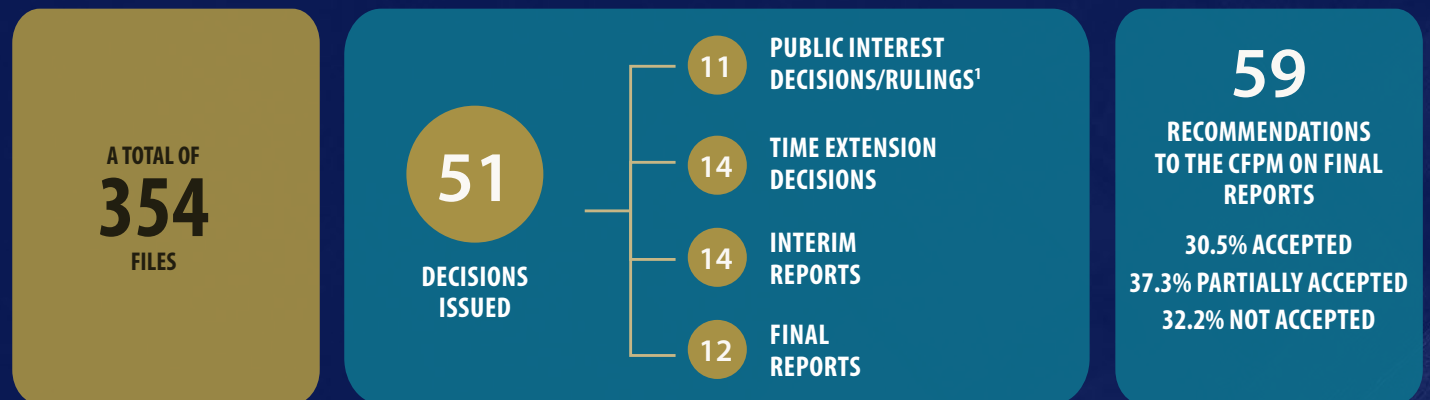 A TOTAL OF
354
FILES
51
DECISIONS
ISSUED
11
PUBLIC INTEREST
DECISIONS/RULINGS¹
14
TIME EXTENSION
DECISIONS
14
INTERIM
REPORTS
12
FINAL
REPORTS
59
RECOMMENDATIONS
TO THE CFPM ON FINAL
REPORTS
30.5% ACCEPTED
37.3% PARTIALLY ACCEPTED
32.2% NOT ACCEPTED